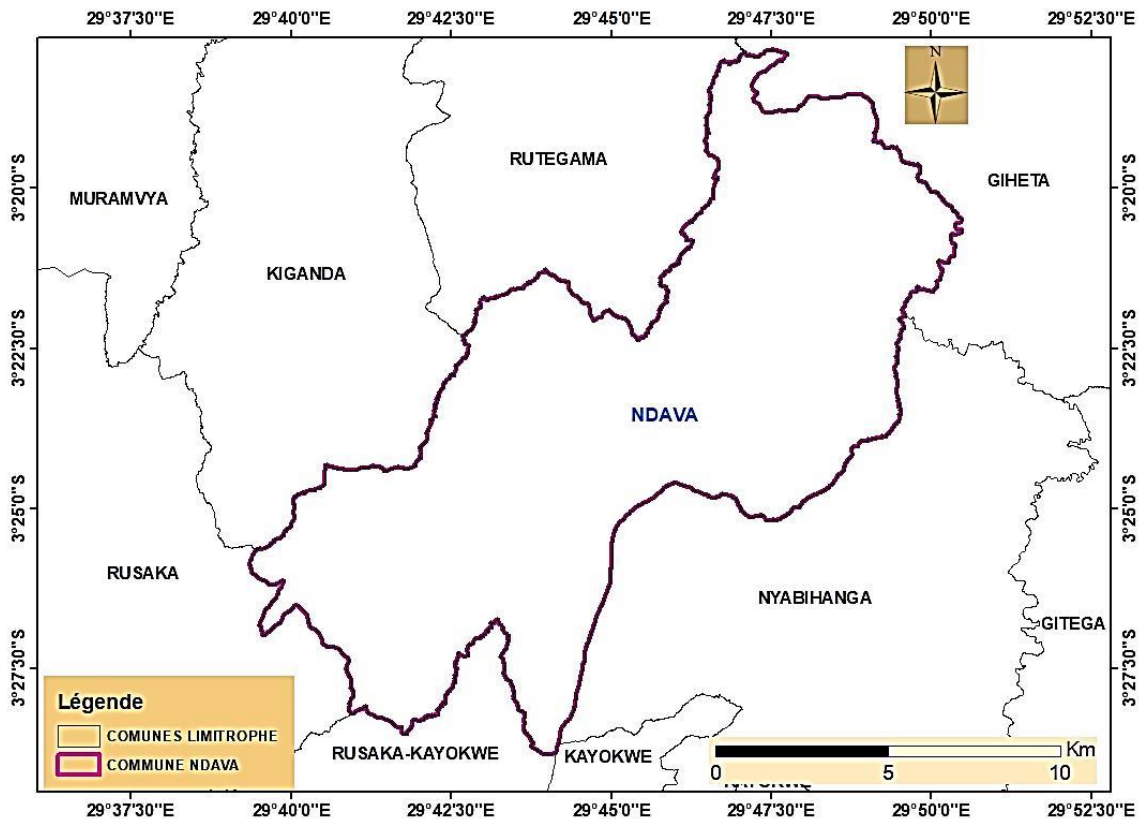 29°37'30"E 29°40'0"E 29°42'30"E 29°45'0"E 29°47'30"E 29°50'0"E 29°52'30"E
N
RUTEGAMA
GIHETA
MURAMVYA
3°20'0"S
3°20'0"S
KIGANDA
3°22'30"S
3°22'30"S
NDAVA
3°25'0"S
3°25'0"S
RUSAKA
NYABIHANGA
GITEGA
3°27'30"S
3°27'30"S
Légende
COMUNES LIMITROPHE
COMMUNE NDAVA
RUSAKA-KAYOKWE
KAYOKWE
Km
0 5 10
29°37'30"E 29°40'0"E 29°42'30"E 29°45'0"E 29°47'30"E 29°50'0"E 29°52'30"E